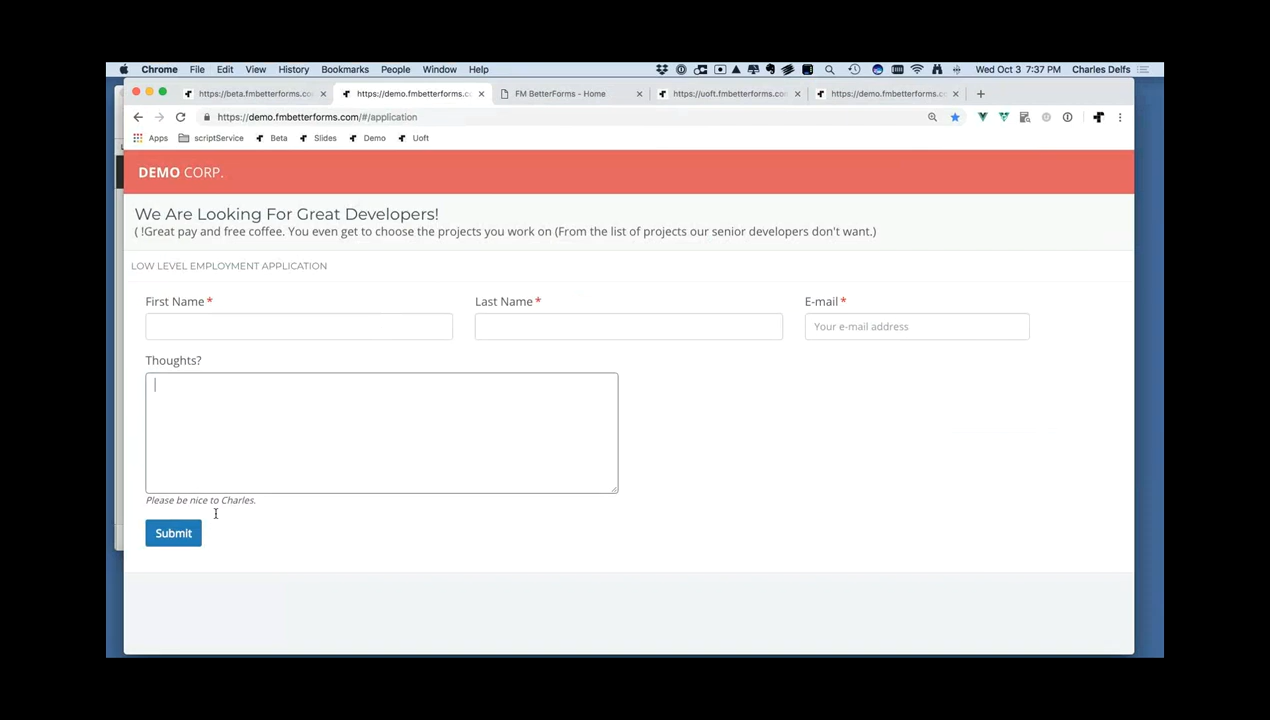 Chrome File Edit View History Bookmarks People Window Help Wed Oct 3 7:37 PM Charles Delfs
https://beta.fmbetterforms.co https://demo.fmbetterforms.c FM BetterForms - Home https://uoft.fmbetterforms.com https://demo.fmbetterforms.cc
https://demo.fmbetterforms.com/#/application
Apps scriptService Beta Slides Demo Uoft
DEMO CORP.
We Are Looking For Great Developers!
( !Great pay and free coffee. You even get to choose the projects you work on (From the list of projects our senior developers don't want.)
LOW LEVEL EMPLOYMENT APPLICATION
First Name * Last Name * E-mail *
Your e-mail address
Thoughts?
Please be nice to Charles.
Submit